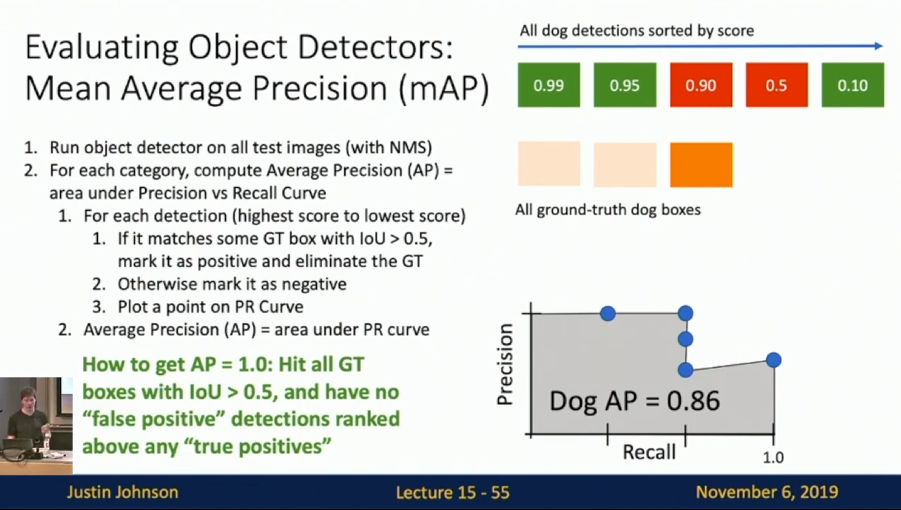 Evaluating Object Detectors:
Mean Average Precision (mAP)
1. Run object detector on all test images (with NMS)
2. For each category, compute Average Precision (AP) =
area under Precision vs Recall Curve
1. For each detection (highest score to lowest score)
1. If it matches some GT box with IoU > 0.5,
mark it as positive and eliminate the GT
2. Otherwise mark it as negative
3. Plot a point on PR Curve
2. Average Precision (AP) = area under PR curve
How to get AP = 1.0: Hit all GT
boxes with IoU > 0.5, and have no
“false positive” detections ranked
above any “true positives”
All dog detections sorted by score
0.99 0.95 0.90 0.5 0.10
All ground-truth dog boxes
Precision
Dog AP = 0.86
Recall
1.0
Justin Johnson
Lecture 15 - 55
November 6, 2019